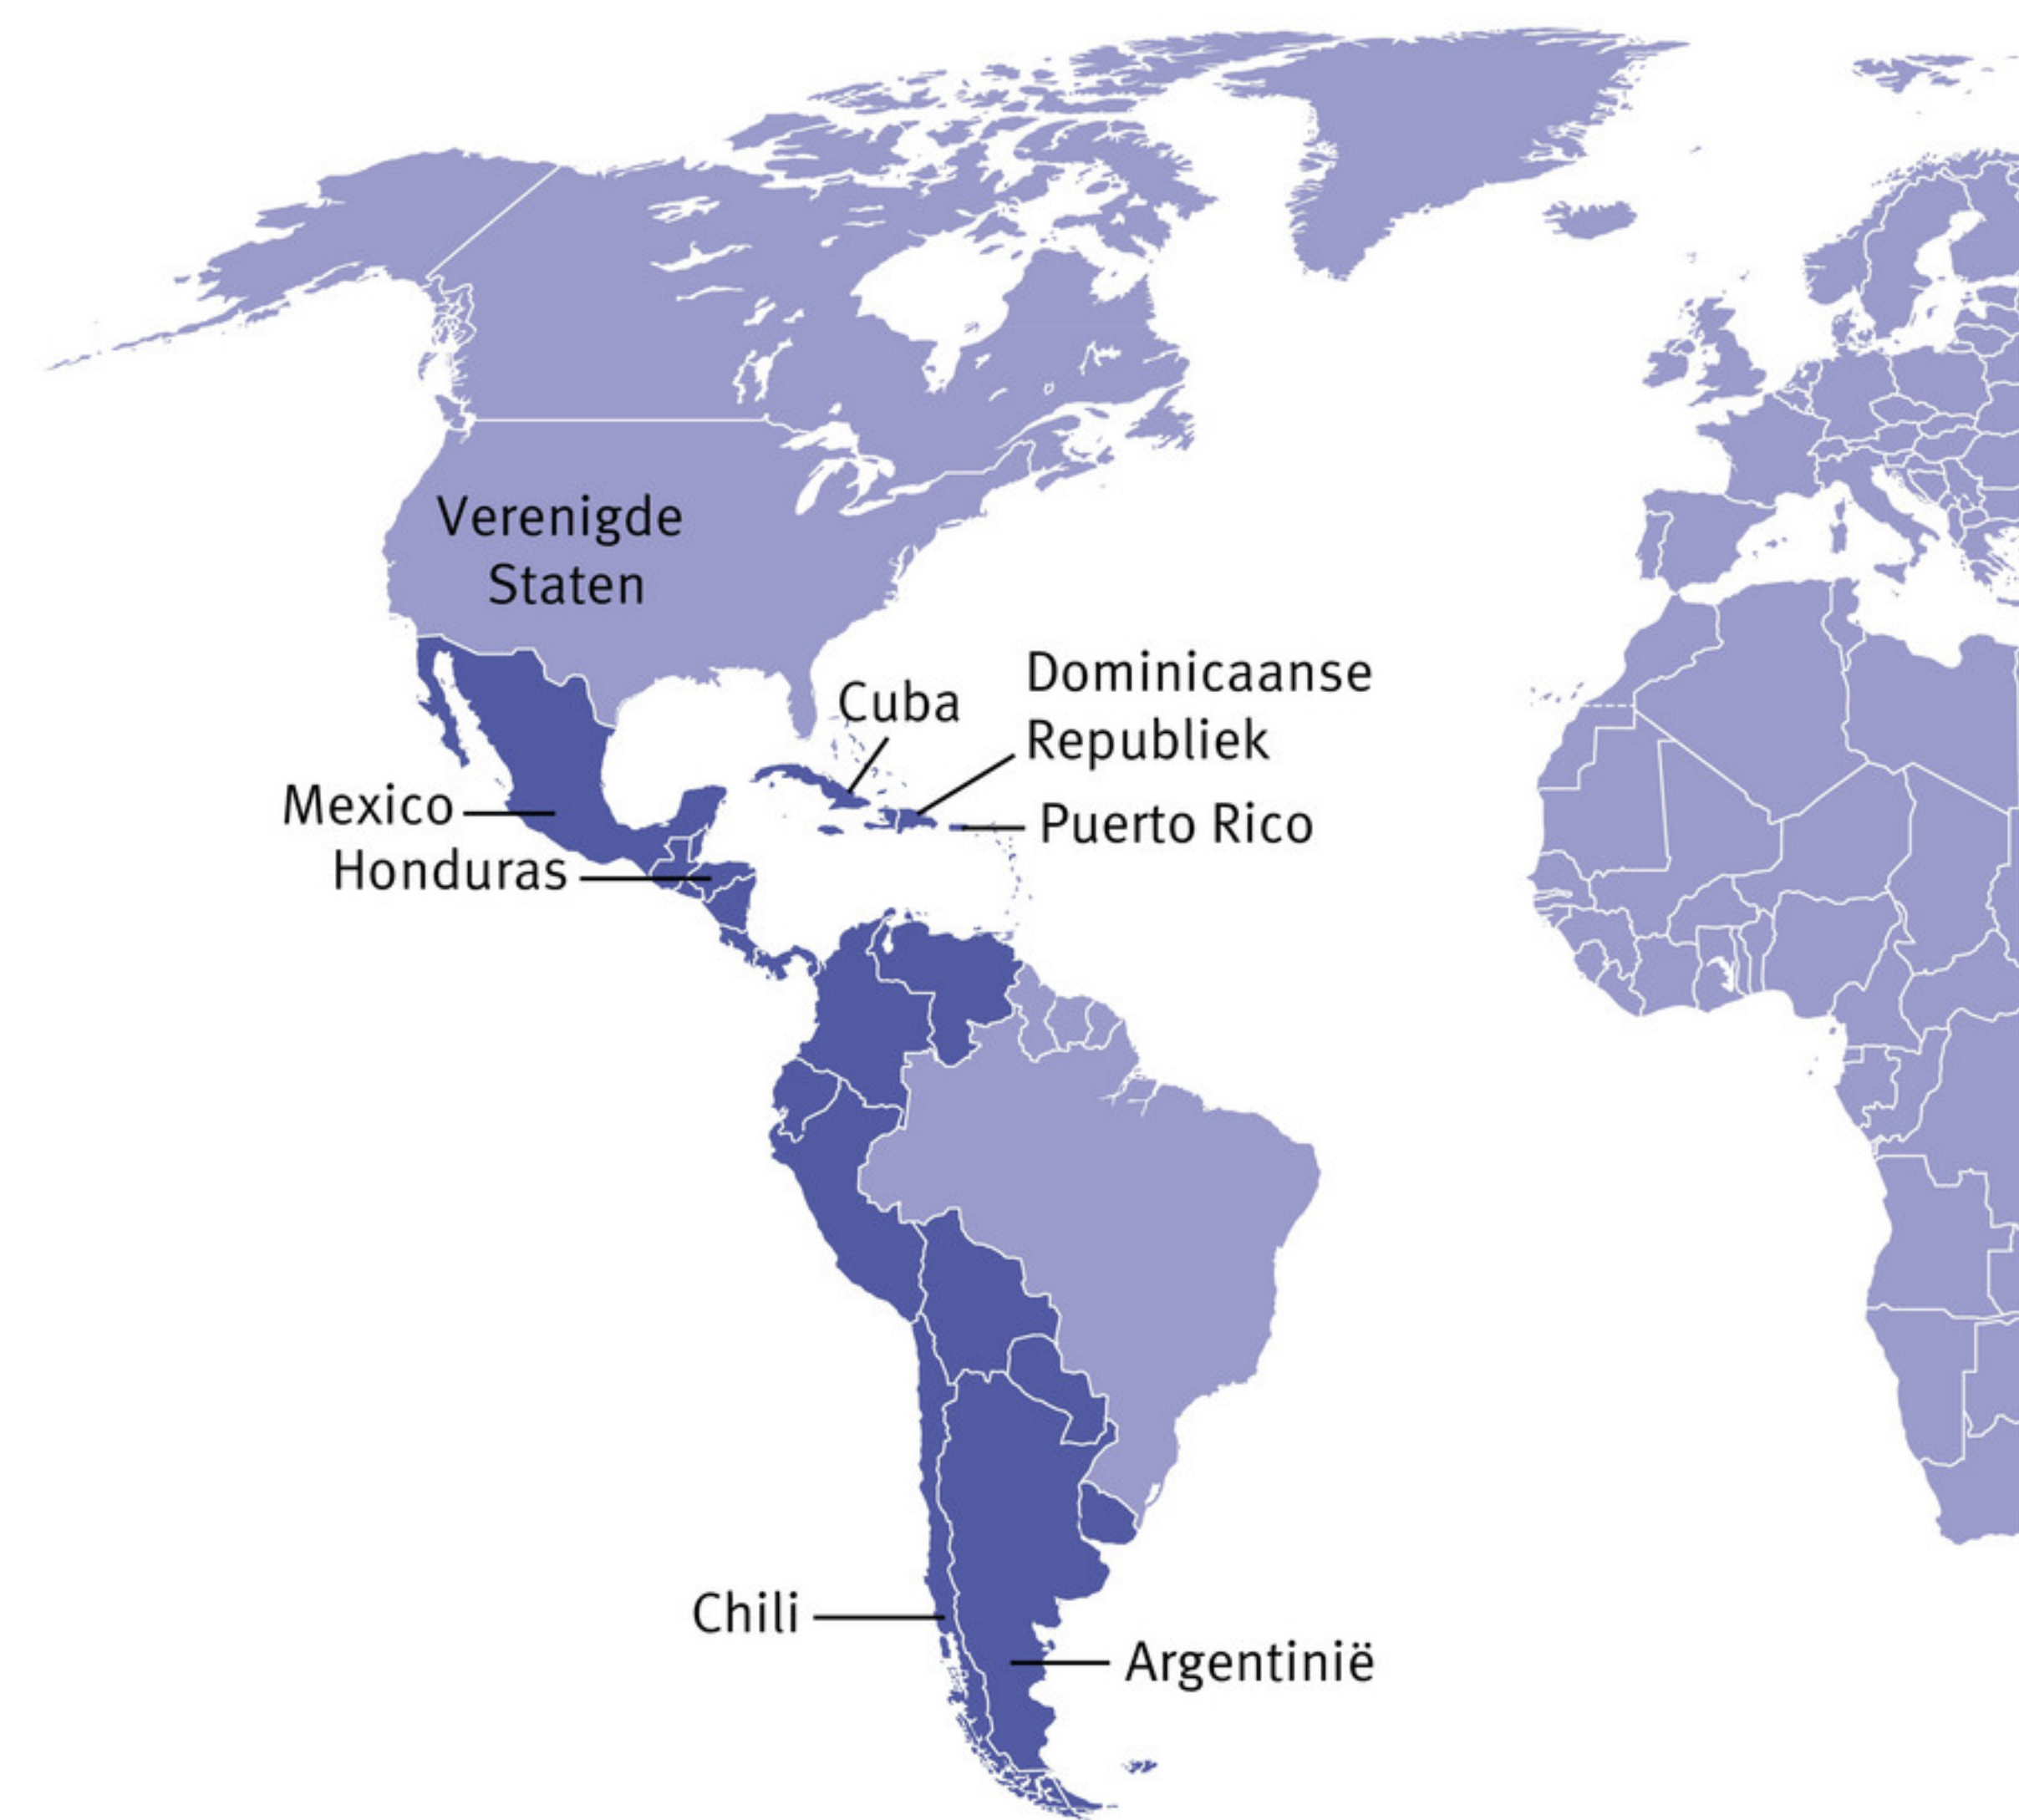 Verenigde
Staten
Cuba
Dominicaanse
Republiek
Mexico
Puerto Rico
Honduras
Chili
Argentinië